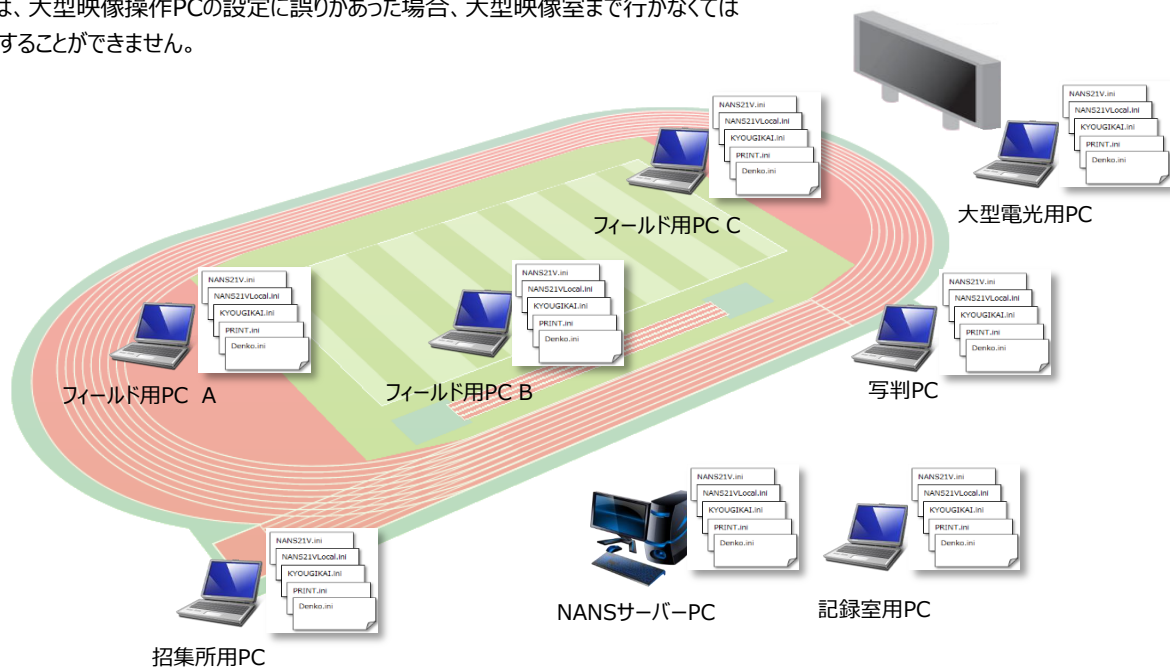 は、大型映像操作PCの設定に誤りがあった場合、大型映像室まで行かなくては
することができません。
NANS21V.ini
NANS21VLocal.ini
KYOUGIKAI.ini
PRINT.ini
Denko.ini
大型電光用PC
NANS21V.ini
NANS21VLocal.ini
KYOUGIKAI.ini
PRINT.ini
Denko.ini
フィールド用PC C
NANS21V.ini
NANS21VLocal.ini
KYOUGIKAI.ini
PRINT.ini
Denko.ini
フィールド用PC A
NANS21V.ini
NANS21VLocal.ini
KYOUGIKAI.ini
PRINT.ini
Denko.ini
フィールド用PC B
NANS21V.ini
NANS21VLocal.ini
KYOUGIKAI.ini
PRINT.ini
Denko.ini
写判PC
NANS21V.ini
NANS21VLocal.ini
KYOUGIKAI.ini
PRINT.ini
Denko.ini
NANSサーバーPC
NANS21V.ini
NANS21VLocal.ini
KYOUGIKAI.ini
PRINT.ini
Denko.ini
記録室用PC
NANS21V.ini
NANS21VLocal.ini
KYOUGIKAI.ini
PRINT.ini
Denko.ini
招集所用PC